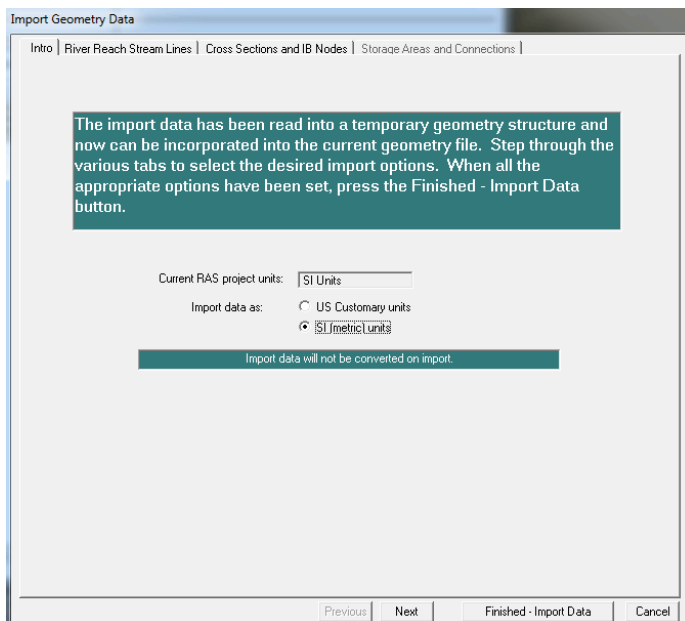 Import Geometry Data
Intro River Reach Stream Lines Cross Sections and IB Nodes Storage Areas and Connections
The import data has been read into a temporary geometry structure and
now can be incorporated into the current geometry file. Step through the
various tabs to select the desired import options. When all the
appropriate options have been set, press the Finished - Import Data
button.
Current RAS project units: SI Units
Import data as: US Customary units
SI (metric) units
Import data will not be converted on import.
Previous Next Finished - Import Data Cancel